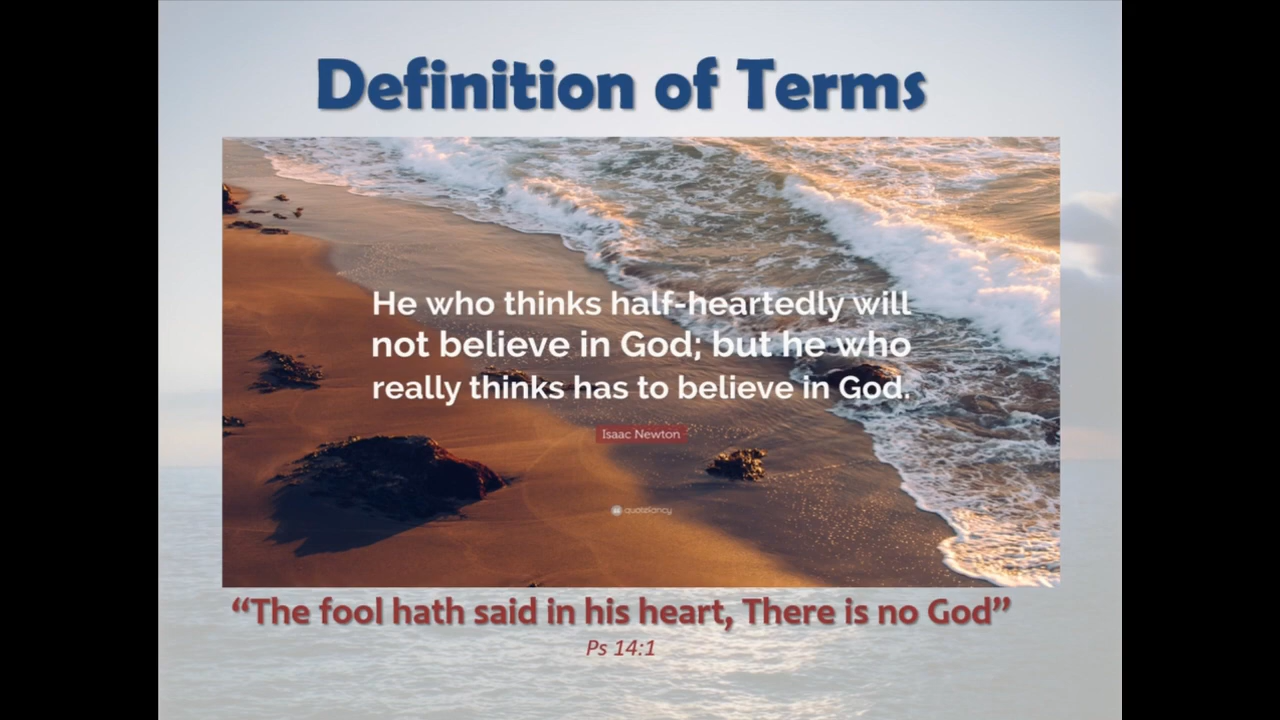 Definition of Terms
He who thinks half-heartedly will
not believe in God; but he who
really thinks has to believe in God.
Isaac Newton
quotefancy
“The fool hath said in his heart, There is no God”
Ps 14:1